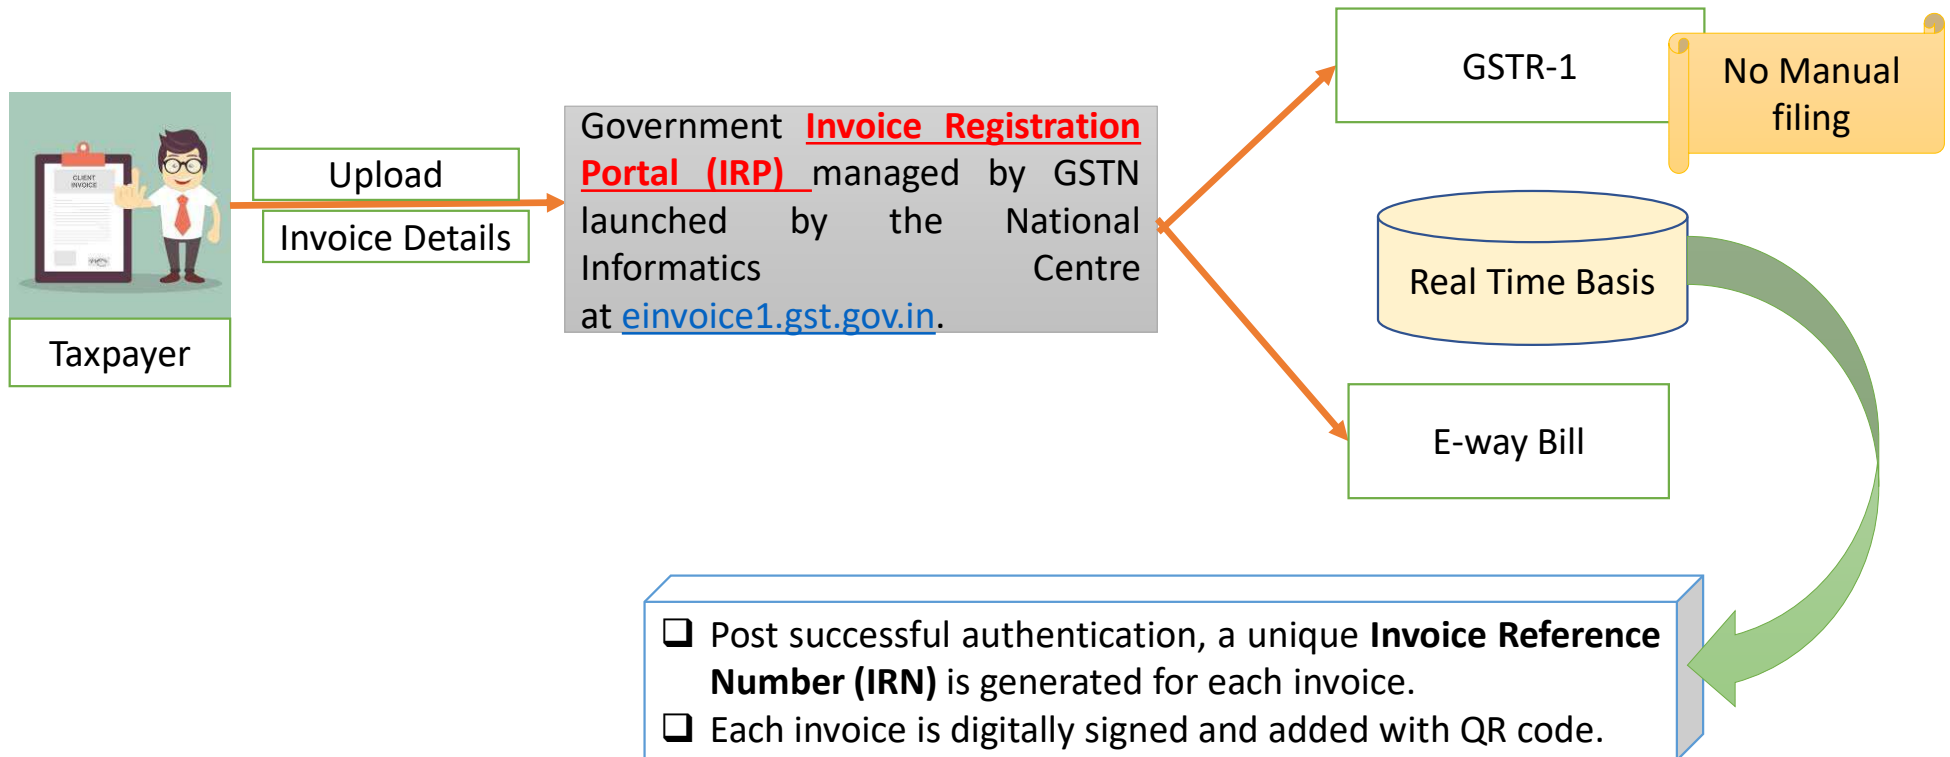 CLIENT
INVOICE
Taxpayer
Upload
Invoice Details
Government Invoice Registration
Portal (IRP) managed by GSTN
launched by the National
Informatics Centre
at einvoice1.gst.gov.in.
GSTR-1
No Manual
filing
Real Time Basis
E-way Bill
❑ Post successful authentication, a unique Invoice Reference
Number (IRN) is generated for each invoice.
❑ Each invoice is digitally signed and added with QR code.